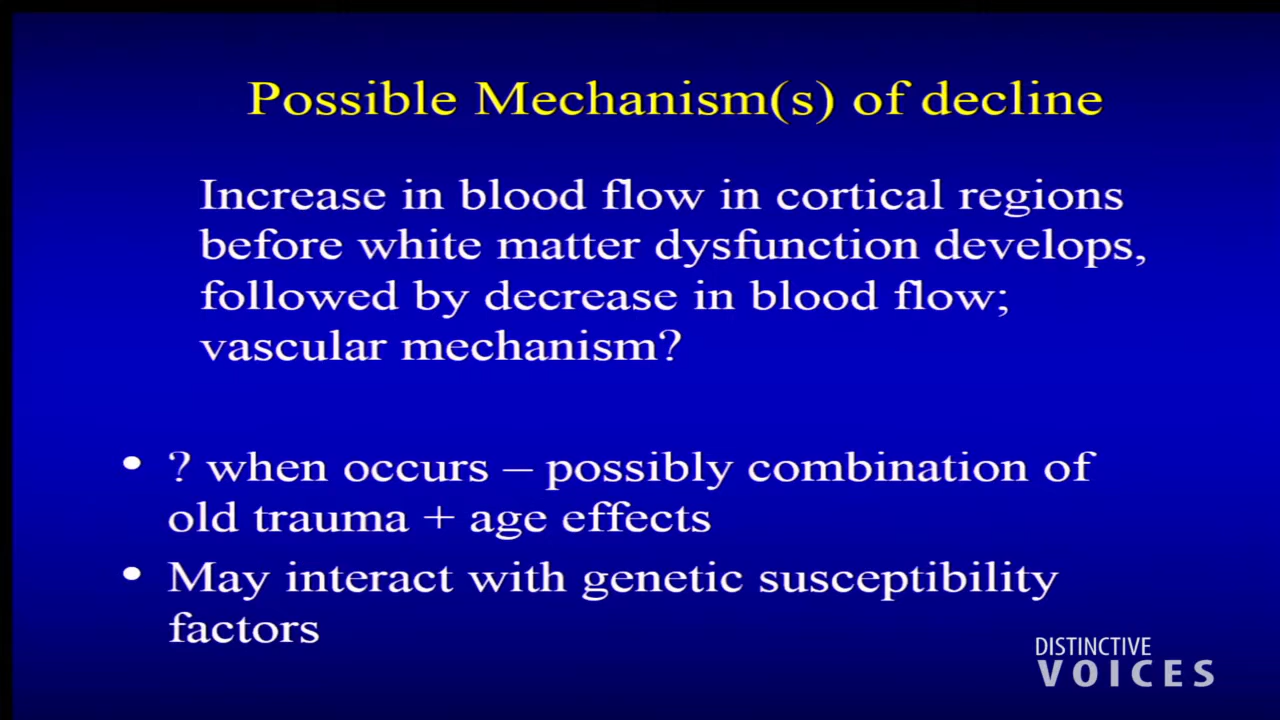 Possible Mechanism(s) of decline
Increase in blood flow in cortical regions
before white matter dysfunction develops,
followed by decrease in blood flow;
vascular mechanism?
• ? when occurs – possibly combination of
old trauma + age effects
• May interact with genetic susceptibility
factors
DISTINCTIVE
VOICES